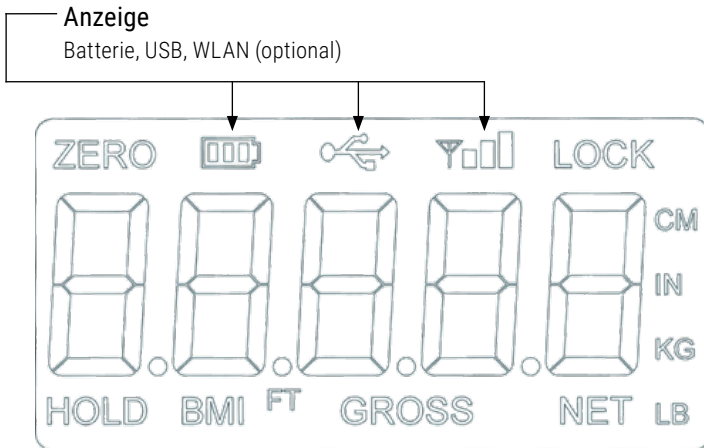 Anzeige
Batterie, USB, WLAN (optional)
ZERO LOCK
CM
IN
KG
HOLD BMI FT GROSS NET LB